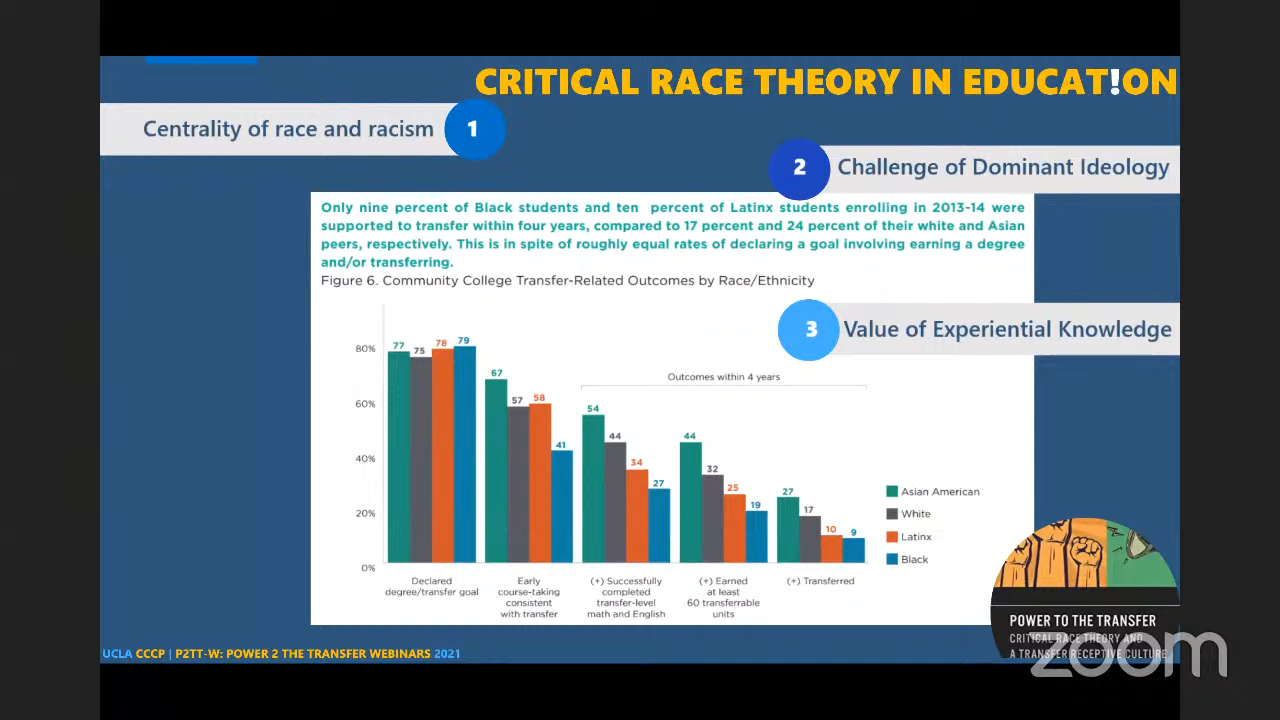 CRITICAL RACE THEORY IN EDUCAT!ON
Centrality of race and racism 1
2 Challenge of Dominant Ideology
Only nine percent of Black students and ten percent of Latinx students enrolling in 2013-14 were
supported to transfer within four years, compared to 17 percent and 24 percent of their white and Asian
peers, respectively. This is in spite of roughly equal rates of declaring a goal involving earning a degree
and/or transferring.
Figure 6. Community College Transfer-Related Outcomes by Race/Ethnicity
3 Value of Experiential Knowledge
80%
60%
40%
20%
0%
77 75 78 79
67 57 58 41
Outcomes within 4 years
54 44 34 27
44 32 25 19
27 17 10 9
Asian American
White
Latinx
Black
Declared
degree/transfer goal
Early
course-taking
consistent
with transfer
(+) Successfully
completed
transfer-level
math and English
(+) Earned
at least
60 transferrable
units
(+) Transferred
POWER TO THE TRANSFER
CRITICAL RACE THEORY AND
A TRANSFER RECEPTIVE CULTURE
zoom
UCLA CCCP | P2TT-W: POWER 2 THE TRANSFER WEBINARS 2021